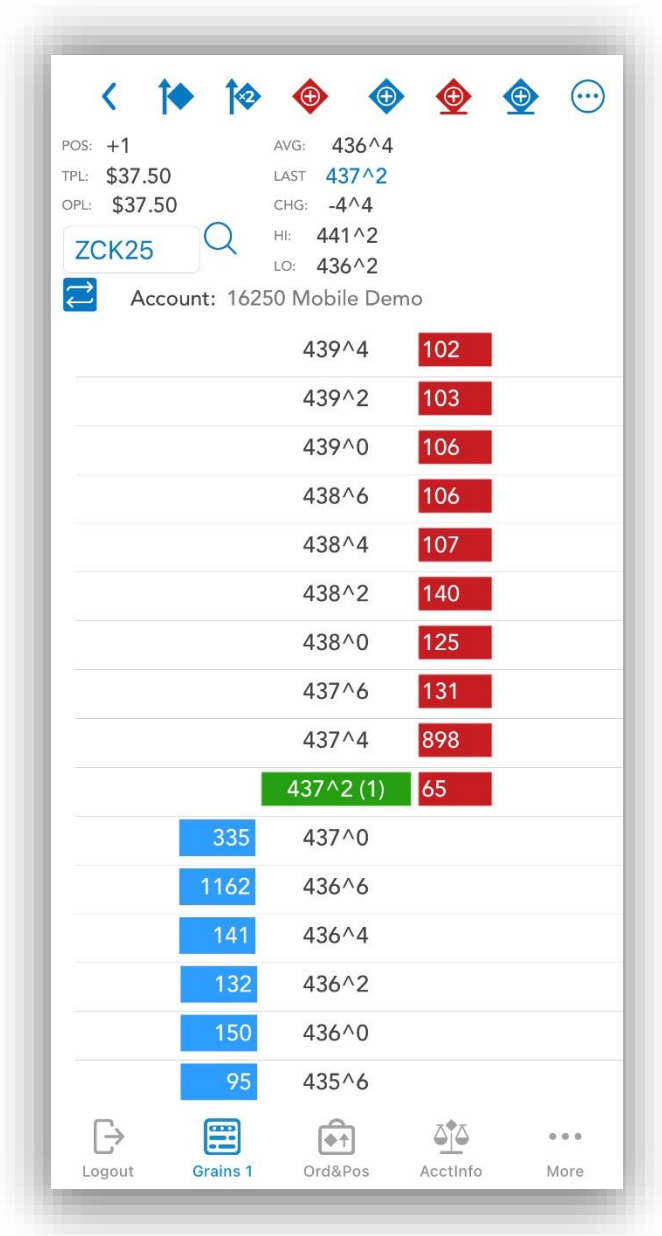 ×2
POS: +1 AVG: 436^4
TPL: $37.50 LAST 437^2
OPL: $37.50 CHG: -4^4
HI: 441^2
ZCK25
LO: 436^2
Account: 16250 Mobile Demo
439^4 102
439^2 103
439^0 106
438^6 106
438^4 107
438^2 140
438^0 125
437^6 131
437^4 898
437^2 (1) 65
335 437^0
1162 436^6
141 436^4
132 436^2
150 436^0
95 435^6
Logout Grains 1 Ord&Pos AcctInfo More